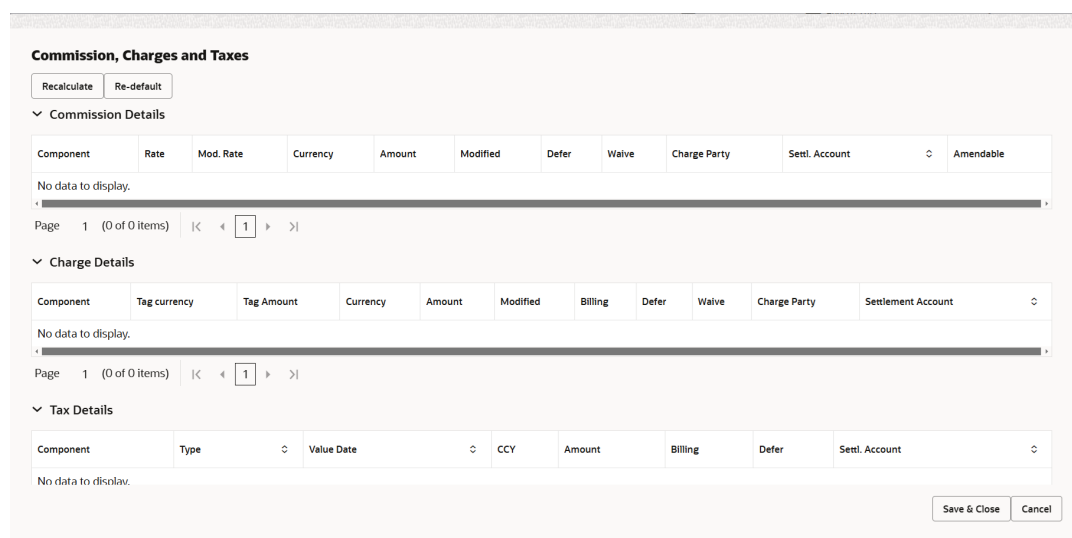 Commission, Charges and Taxes
Recalculate Re-default
Commission Details
Component Rate Mod. Rate Currency Amount Modified Defer Waive Charge Party Settl. Account Amendable
No data to display.
Page 1 (0 of 0 items) 1
Charge Details
Component Tag currency Tag Amount Currency Amount Modified Billing Defer Waive Charge Party Settlement Account
No data to display.
Page 1 (0 of 0 items) 1
Tax Details
Component Type Value Date CCY Amount Billing Defer Settl. Account
No data to display.
Save & Close Cancel